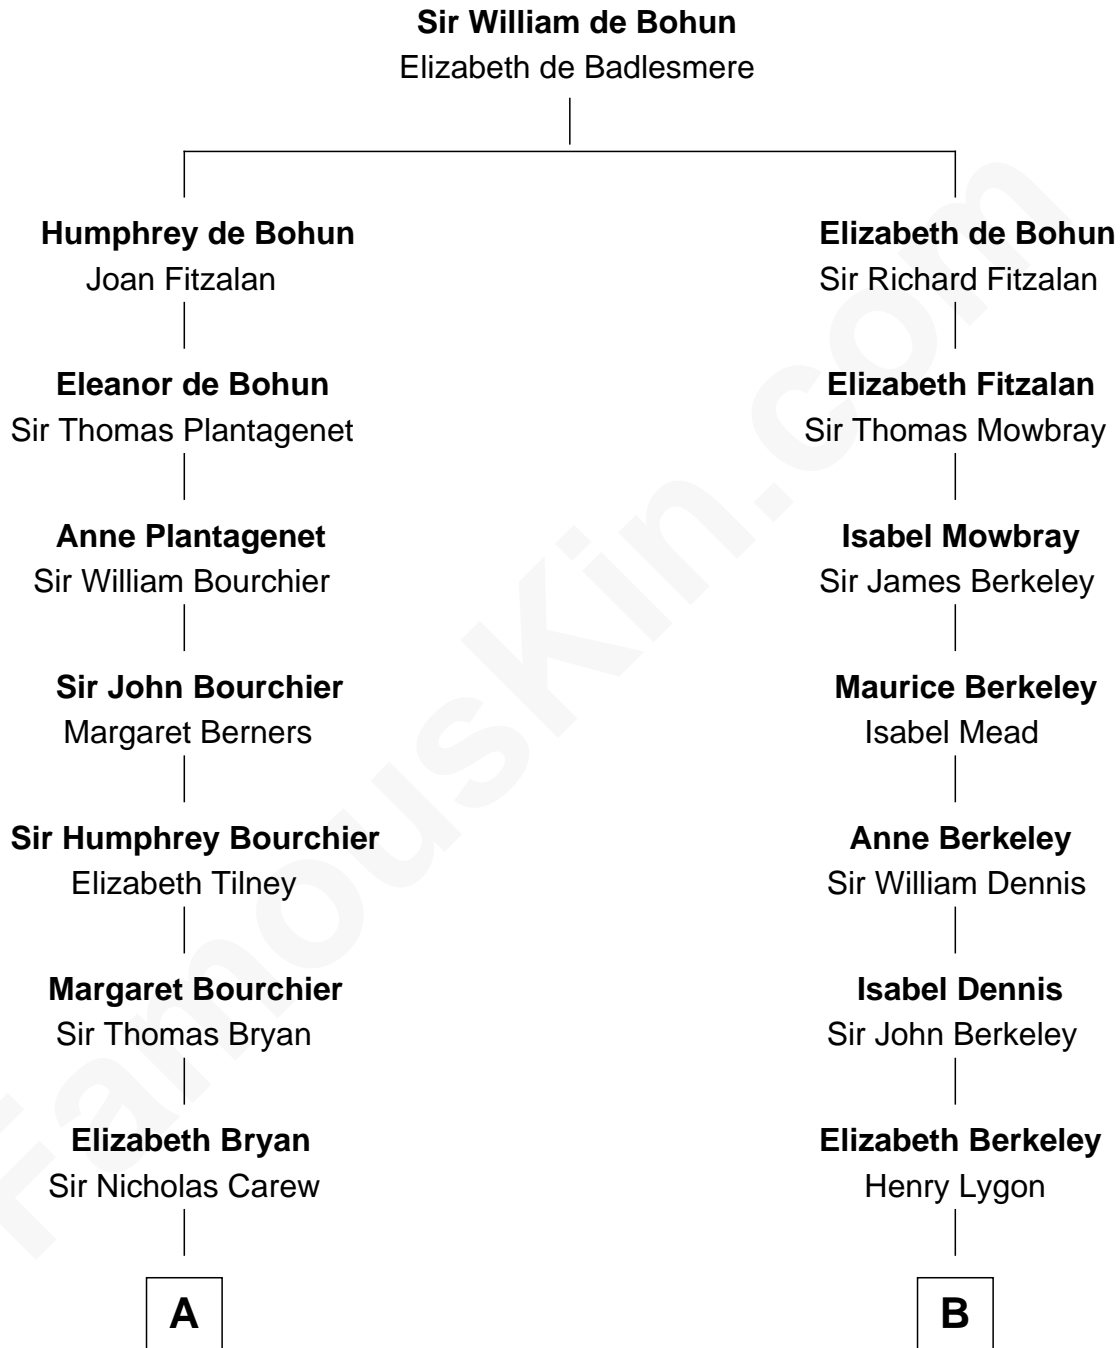 Sir William de Bohun
Elizabeth de Badlesmere
Humphrey de Bohun
Joan Fitzalan
Eleanor de Bohun
Sir Thomas Plantagenet
Anne Plantagenet
Sir William Bourchier
Sir John Bourchier
Margaret Berners
Sir Humphrey Bourchier
Elizabeth Tilney
Margaret Bourchier
Sir Thomas Bryan
Elizabeth Bryan
Sir Nicholas Carew
A
Elizabeth de Bohun
Sir Richard Fitzalan
Elizabeth Fitzalan
Sir Thomas Mowbray
Isabel Mowbray
Sir James Berkeley
Maurice Berkeley
Isabel Mead
Anne Berkeley
Sir William Dennis
Isabel Dennis
Sir John Berkeley
Elizabeth Berkeley
Henry Lygon
B
FamousKin.com